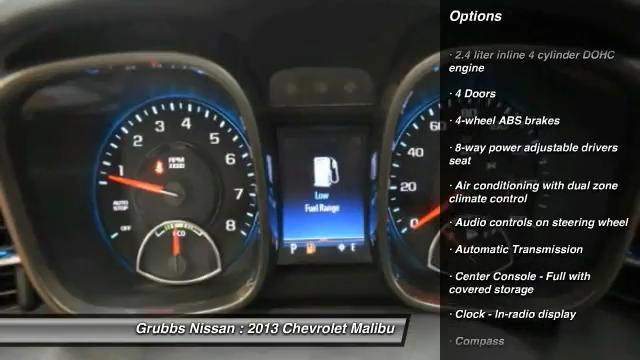 Options
· 2.4 liter inline 4 cylinder DOHC
engine
· 4 Doors
· 4-wheel ABS brakes
· 8-way power adjustable drivers
seat
· Air conditioning with dual zone
climate control
· Audio controls on steering wheel
· Automatic Transmission
· Center Console - Full with
covered storage
· Clock - In-radio display
· Compass
1 2 3 4 5 6 7 8
RPM
X1000
AUTO
STOP
OFF
ECO
Low
Fuel Range
P E
60
40
20
0
Grubbs Nissan : 2013 Chevrolet Malibu